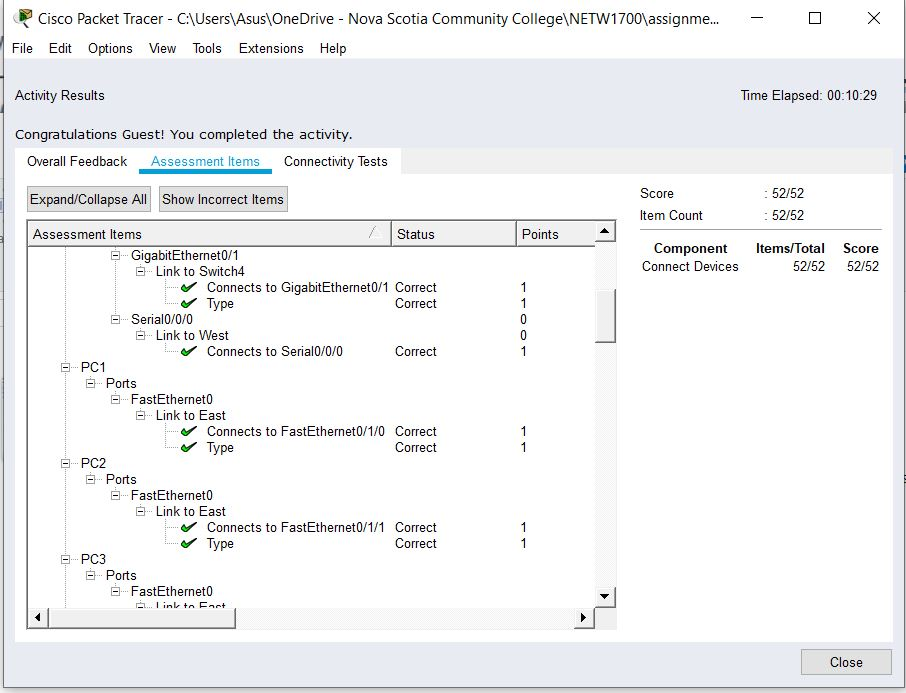 Cisco Packet Tracer - C:\Users\Asus\OneDrive - Nova Scotia Community College\NETW1700\assignme...
File Edit Options View Tools Extensions Help
Activity Results
Time Elapsed: 00:10:29
Congratulations Guest! You completed the activity.
Overall Feedback Assessment Items Connectivity Tests
Expand/Collapse All Show Incorrect Items
Assessment Items Status Points
GigabitEthernet0/1
Link to Switch4
Connects to GigabitEthernet0/1 Correct 1
Type Correct 1
Serial0/0/0 0
Link to West 0
Connects to Serial0/0/0 Correct 1
PC1
Ports
FastEthernet0
Link to East
Connects to FastEthernet0/1/0 Correct 1
Type Correct 1
PC2
Ports
FastEthernet0
Link to East
Connects to FastEthernet0/1/1 Correct 1
Type Correct 1
PC3
Ports
FastEthernet0
Link to East
Score : 52/52
Item Count : 52/52
Component Items/Total Score
Connect Devices 52/52 52/52
Close